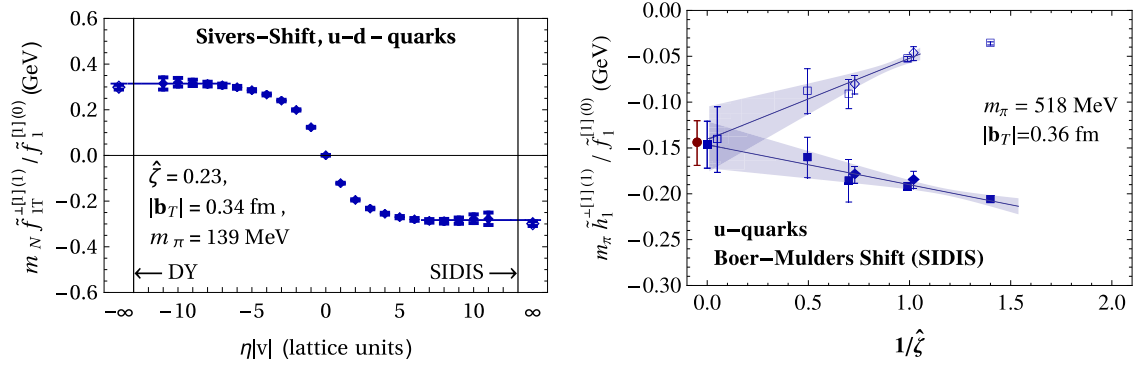 Sivers−Shift, u−d − quarks
m_N f̃_1T^⊥[1](1) / f̃_1^[1](0) (GeV)
0.6
0.4
0.2
0.0
−0.2
−0.4
−0.6
ζ̂ = 0.23,
|b_T| = 0.34 fm ,
m_π = 139 MeV
DY
SIDIS
−∞ −10 −5 0 5 10 ∞
η|v| (lattice units)
m_π h̃_1^⊥[1](1) / f̃_1^[1](0) (GeV)
−0.00
−0.05
−0.10
−0.15
−0.20
−0.25
−0.30
m_π = 518 MeV
|b_T|=0.36 fm
u−quarks
Boer−Mulders Shift (SIDIS)
0.0 0.5 1.0 1.5 2.0
1/ζ̂